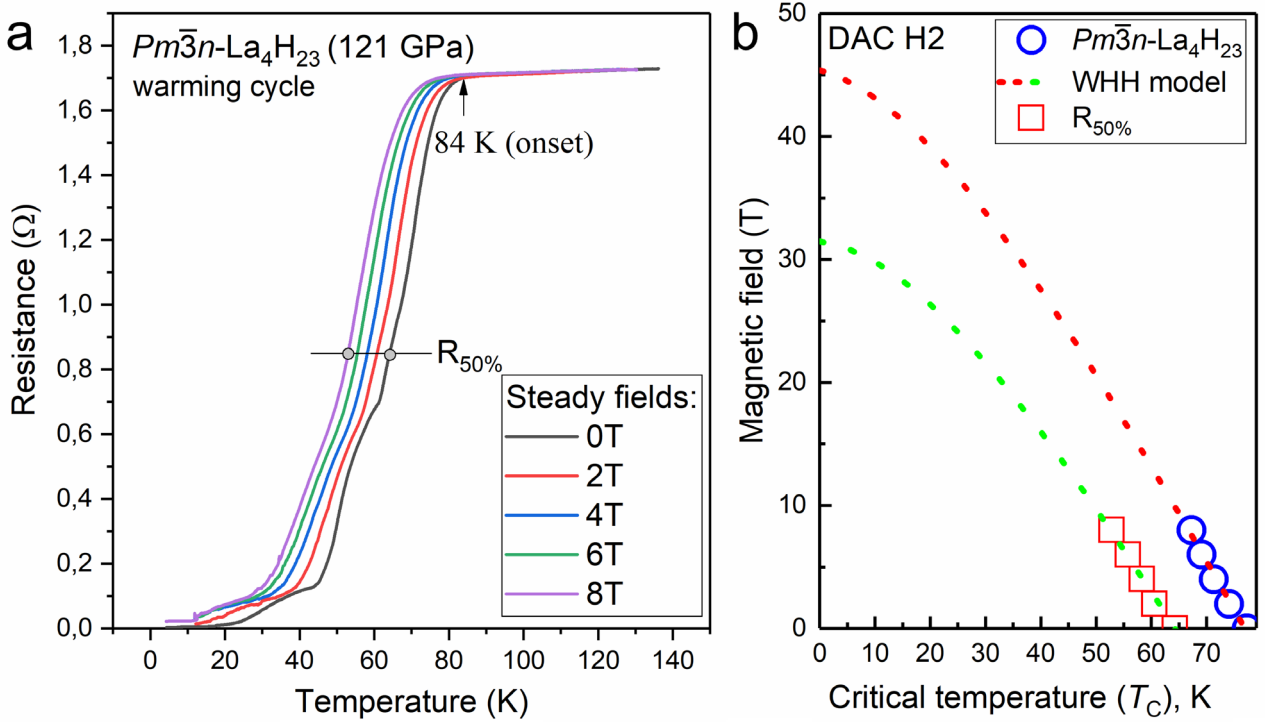 a
Pm3̅n-La₄H₂₃ (121 GPa)
warming cycle
84 K (onset)
R₅₀%
Steady fields:
0T
2T
4T
6T
8T
Resistance (Ω)
1,8
1,6
1,4
1,2
1,0
0,8
0,6
0,4
0,2
0,0
0
20
40
60
80
100
120
140
Temperature (K)
b
DAC H2
Pm3̅n-La₄H₂₃
WHH model
R₅₀%
Magnetic field (T)
50
40
30
20
10
0
0
10
20
30
40
50
60
70
Critical temperature (T_C), K